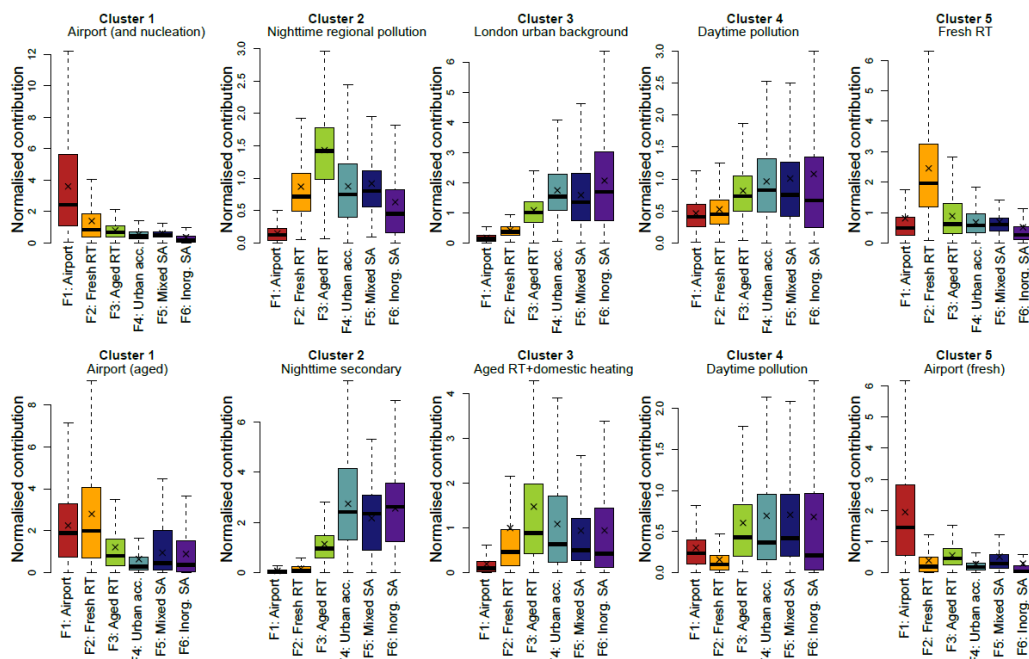 Cluster 1
Airport (and nucleation)
Normalised contribution
12
10
8
6
4
2
0
F1: Airport
F2: Fresh RT
F3: Aged RT
F4: Urban acc.
F5: Mixed SA
F6: Inorg. SA
Cluster 2
Nighttime regional pollution
Normalised contribution
3.0
2.5
2.0
1.5
1.0
0.5
0.0
F1: Airport
F2: Fresh RT
F3: Aged RT
F4: Urban acc.
F5: Mixed SA
F6: Inorg. SA
Cluster 3
London urban background
Normalised contribution
6
5
4
3
2
1
0
F1: Airport
F2: Fresh RT
F3: Aged RT
F4: Urban acc.
F5: Mixed SA
F6: Inorg. SA
Cluster 4
Daytime pollution
Normalised contribution
3.0
2.5
2.0
1.5
1.0
0.5
0.0
F1: Airport
F2: Fresh RT
F3: Aged RT
F4: Urban acc.
F5: Mixed SA
F6: Inorg. SA
Cluster 5
Fresh RT
Normalised contribution
6
5
4
3
2
1
0
F1: Airport
F2: Fresh RT
F3: Aged RT
F4: Urban acc.
F5: Mixed SA
F6: Inorg. SA
Cluster 1
Airport (aged)
Normalised contribution
8
6
4
2
0
F1: Airport
F2: Fresh RT
F3: Aged RT
F4: Urban acc.
F5: Mixed SA
F6: Inorg. SA
Cluster 2
Nighttime secondary
Normalised contribution
6
4
2
0
F1: Airport
F2: Fresh RT
F3: Aged RT
F4: Urban acc.
F5: Mixed SA
F6: Inorg. SA
Cluster 3
Aged RT+domestic heating
Normalised contribution
4
3
2
1
0
F1: Airport
F2: Fresh RT
F3: Aged RT
F4: Urban acc.
F5: Mixed SA
F6: Inorg. SA
Cluster 4
Daytime pollution
Normalised contribution
2.0
1.5
1.0
0.5
0.0
F1: Airport
F2: Fresh RT
F3: Aged RT
F4: Urban acc.
F5: Mixed SA
F6: Inorg. SA
Cluster 5
Airport (fresh)
Normalised contribution
6
5
4
3
2
1
0
F1: Airport
F2: Fresh RT
F3: Aged RT
F4: Urban acc.
F5: Mixed SA
F6: Inorg. SA